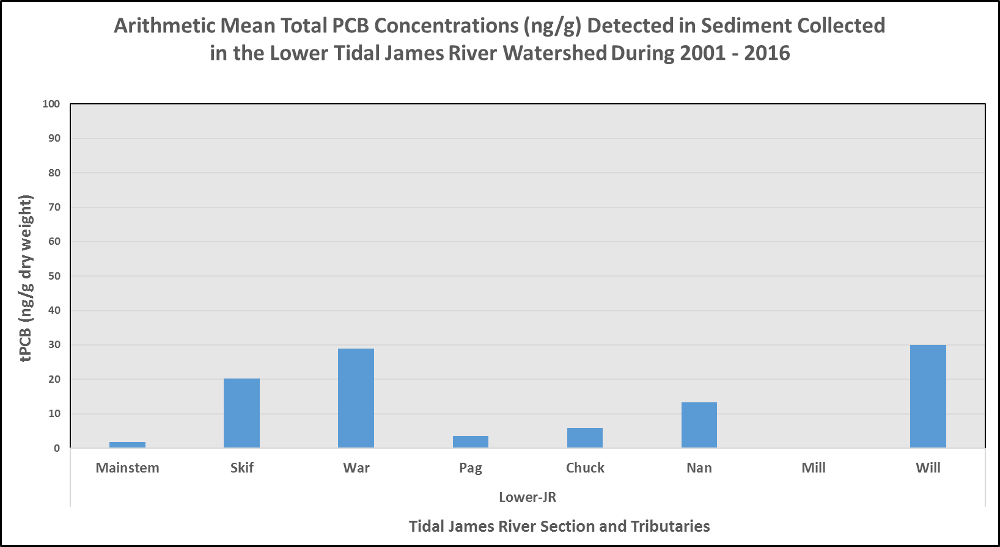 Arithmetic Mean Total PCB Concentrations (ng/g) Detected in Sediment Collected
in the Lower Tidal James River Watershed During 2001 - 2016
tPCB (ng/g dry weight)
100
90
80
70
60
50
40
30
20
10
0
Mainstem Skif War Pag Chuck Nan Mill Will
Lower-JR
Tidal James River Section and Tributaries